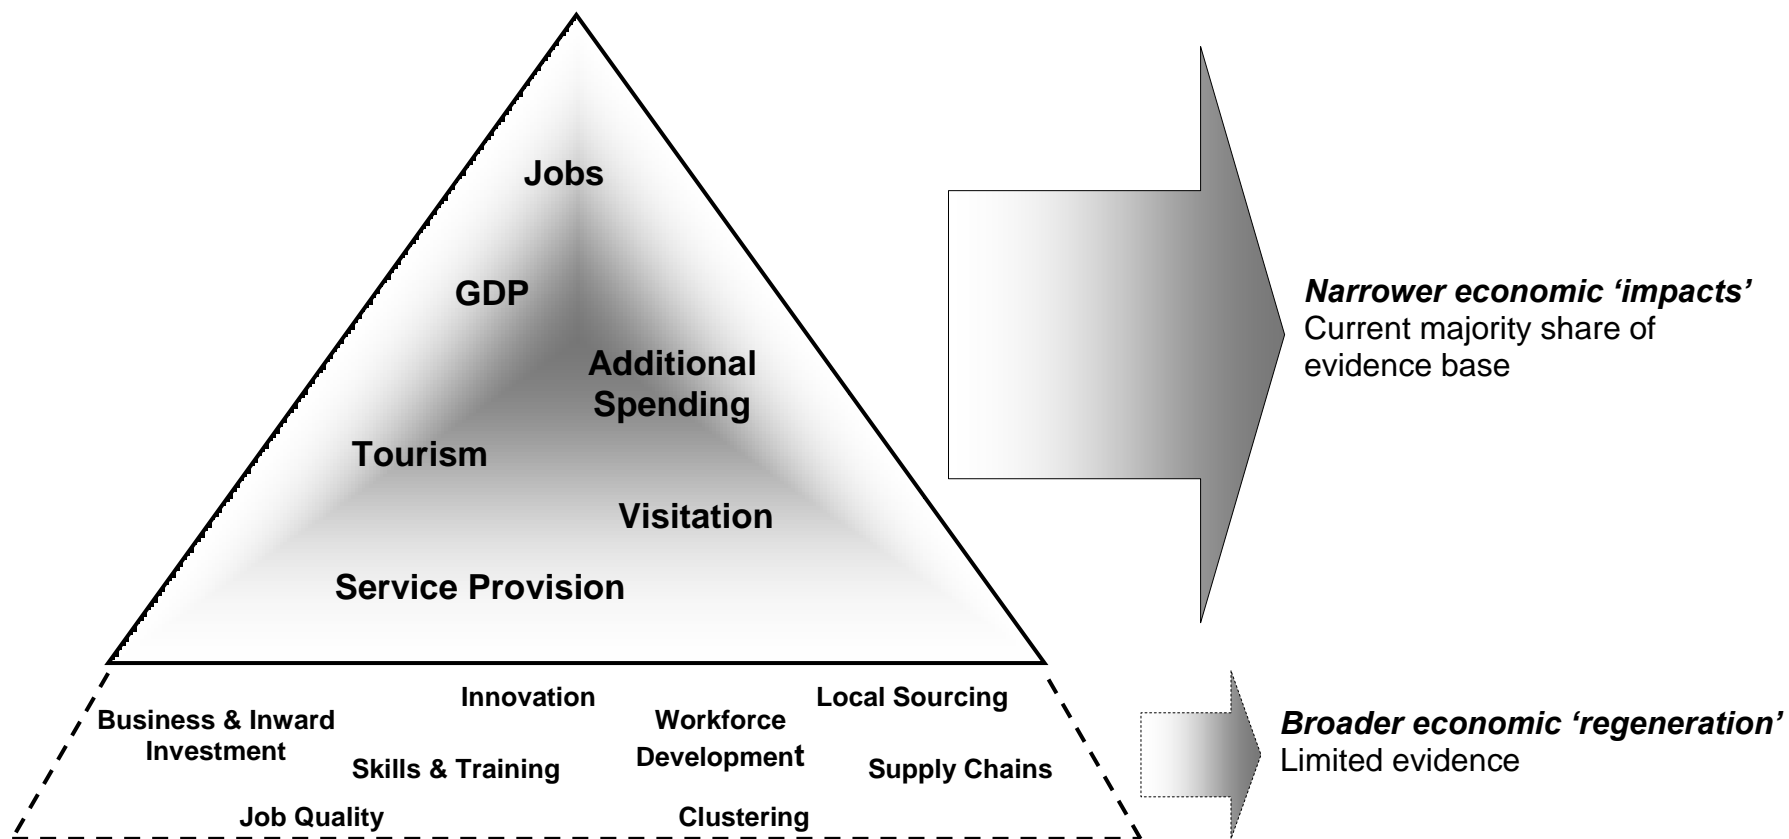 Jobs
GDP
Additional
Spending
Tourism
Visitation
Service Provision
Narrower economic ‘impacts’
Current majority share of
evidence base
Innovation
Local Sourcing
Business & Inward
Investment
Workforce
Development
Skills & Training
Supply Chains
Job Quality
Clustering
Broader economic ‘regeneration’
Limited evidence